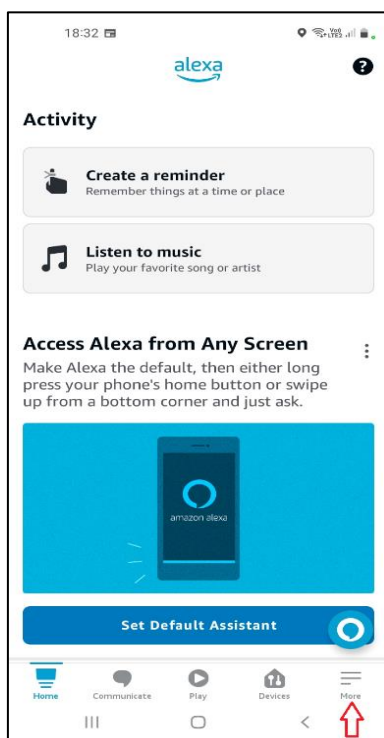 18:32
alexa
?
Activity
Create a reminder
Remember things at a time or place
Listen to music
Play your favorite song or artist
Access Alexa from Any Screen
Make Alexa the default, then either long
press your phone's home button or swipe
up from a bottom corner and just ask.
amazon alexa
Set Default Assistant
Home Communicate Play Devices More